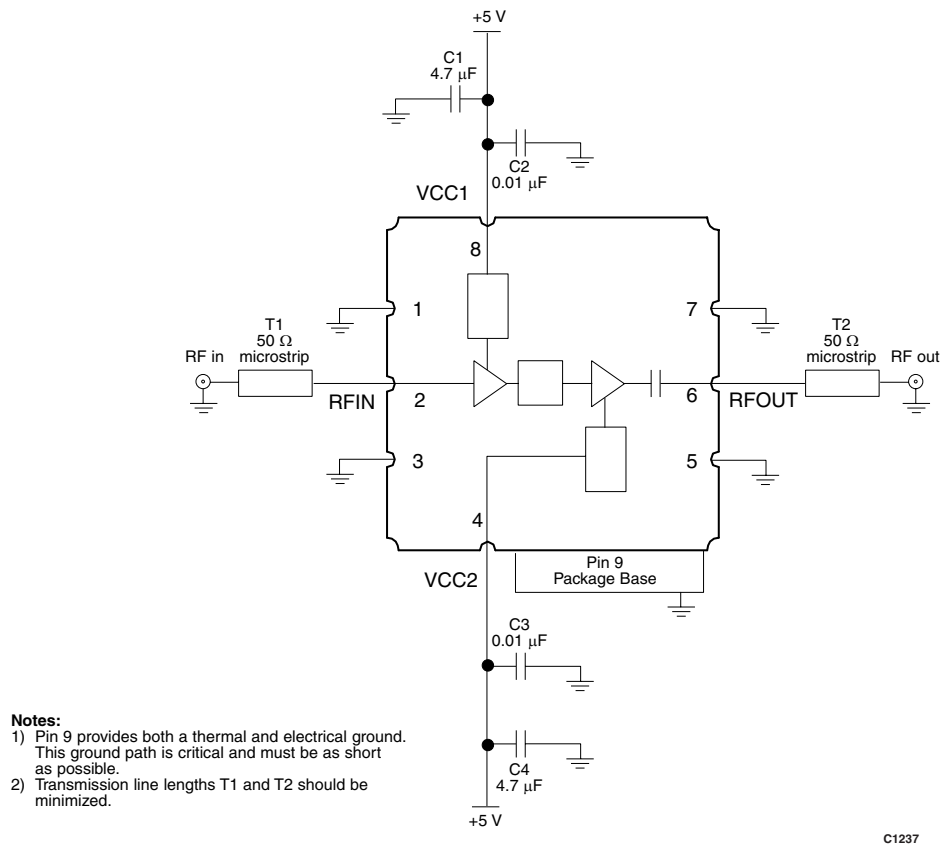 +5 V
C1
4.7 μF
C2
0.01 μF
VCC1
8
1
7
T1
50 Ω
microstrip
T2
50 Ω
microstrip
RF in
RF out
RFIN
2
6
RFOUT
3
5
4
Pin 9
Package Base
VCC2
C3
0.01 μF
C4
4.7 μF
+5 V
Notes:
1) Pin 9 provides both a thermal and electrical ground.
This ground path is critical and must be as short
as possible.
2) Transmission line lengths T1 and T2 should be
minimized.
C1237